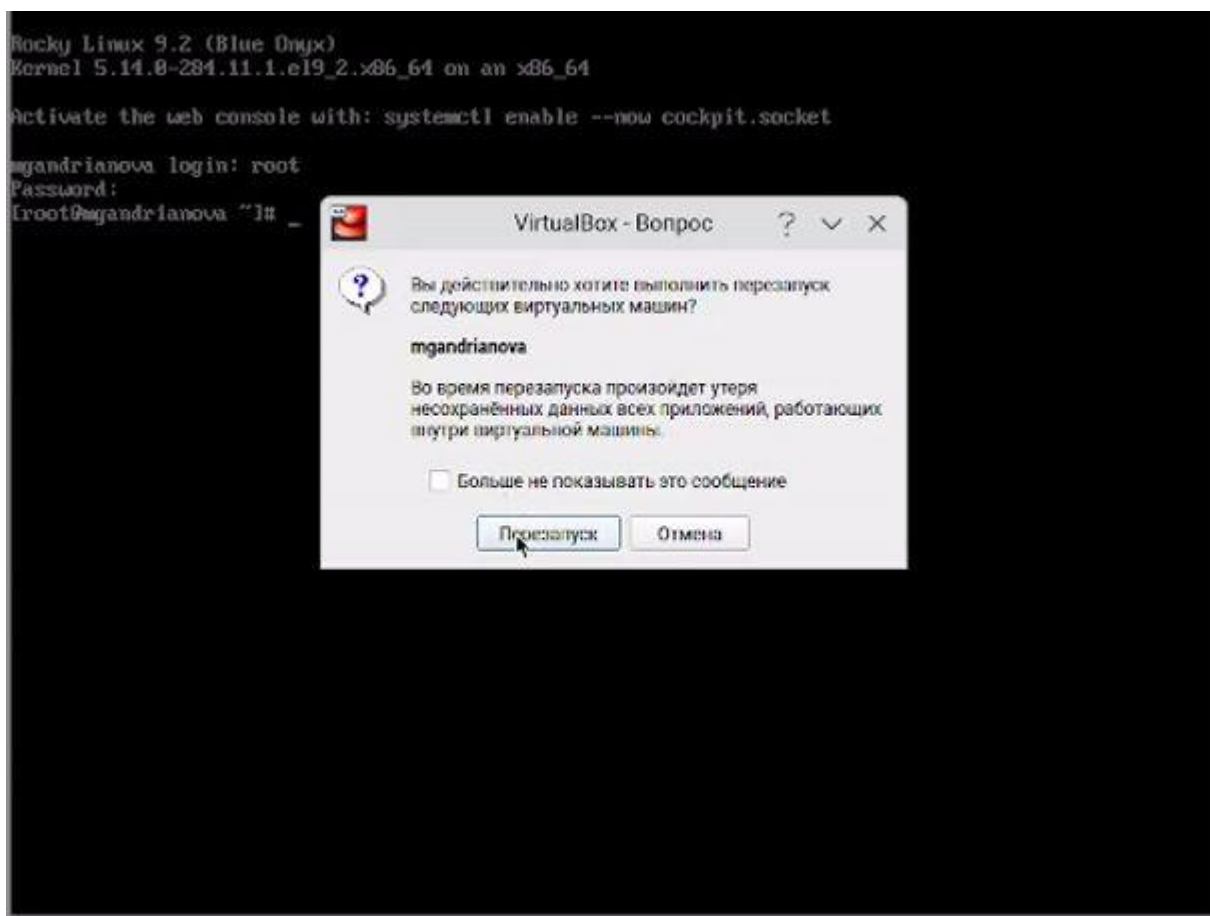 Rocky Linux 9.2 (Blue Onyx)
Kernel 5.14.0-284.11.1.el9_2.x86_64 on an x86_64
Activate the web console with: systemctl enable --now cockpit.socket
mgandrianova login: root
Password:
[root@mgandrianova ~]# _
VirtualBox - Вопрос
Вы действительно хотите выполнить перезапуск
следующих виртуальных машин?
mgandrianova
Во время перезапуска произойдет утеря
несохранённых данных всех приложений, работающих
внутри виртуальной машины.
Больше не показывать это сообщение
Перезапуск
Отмена